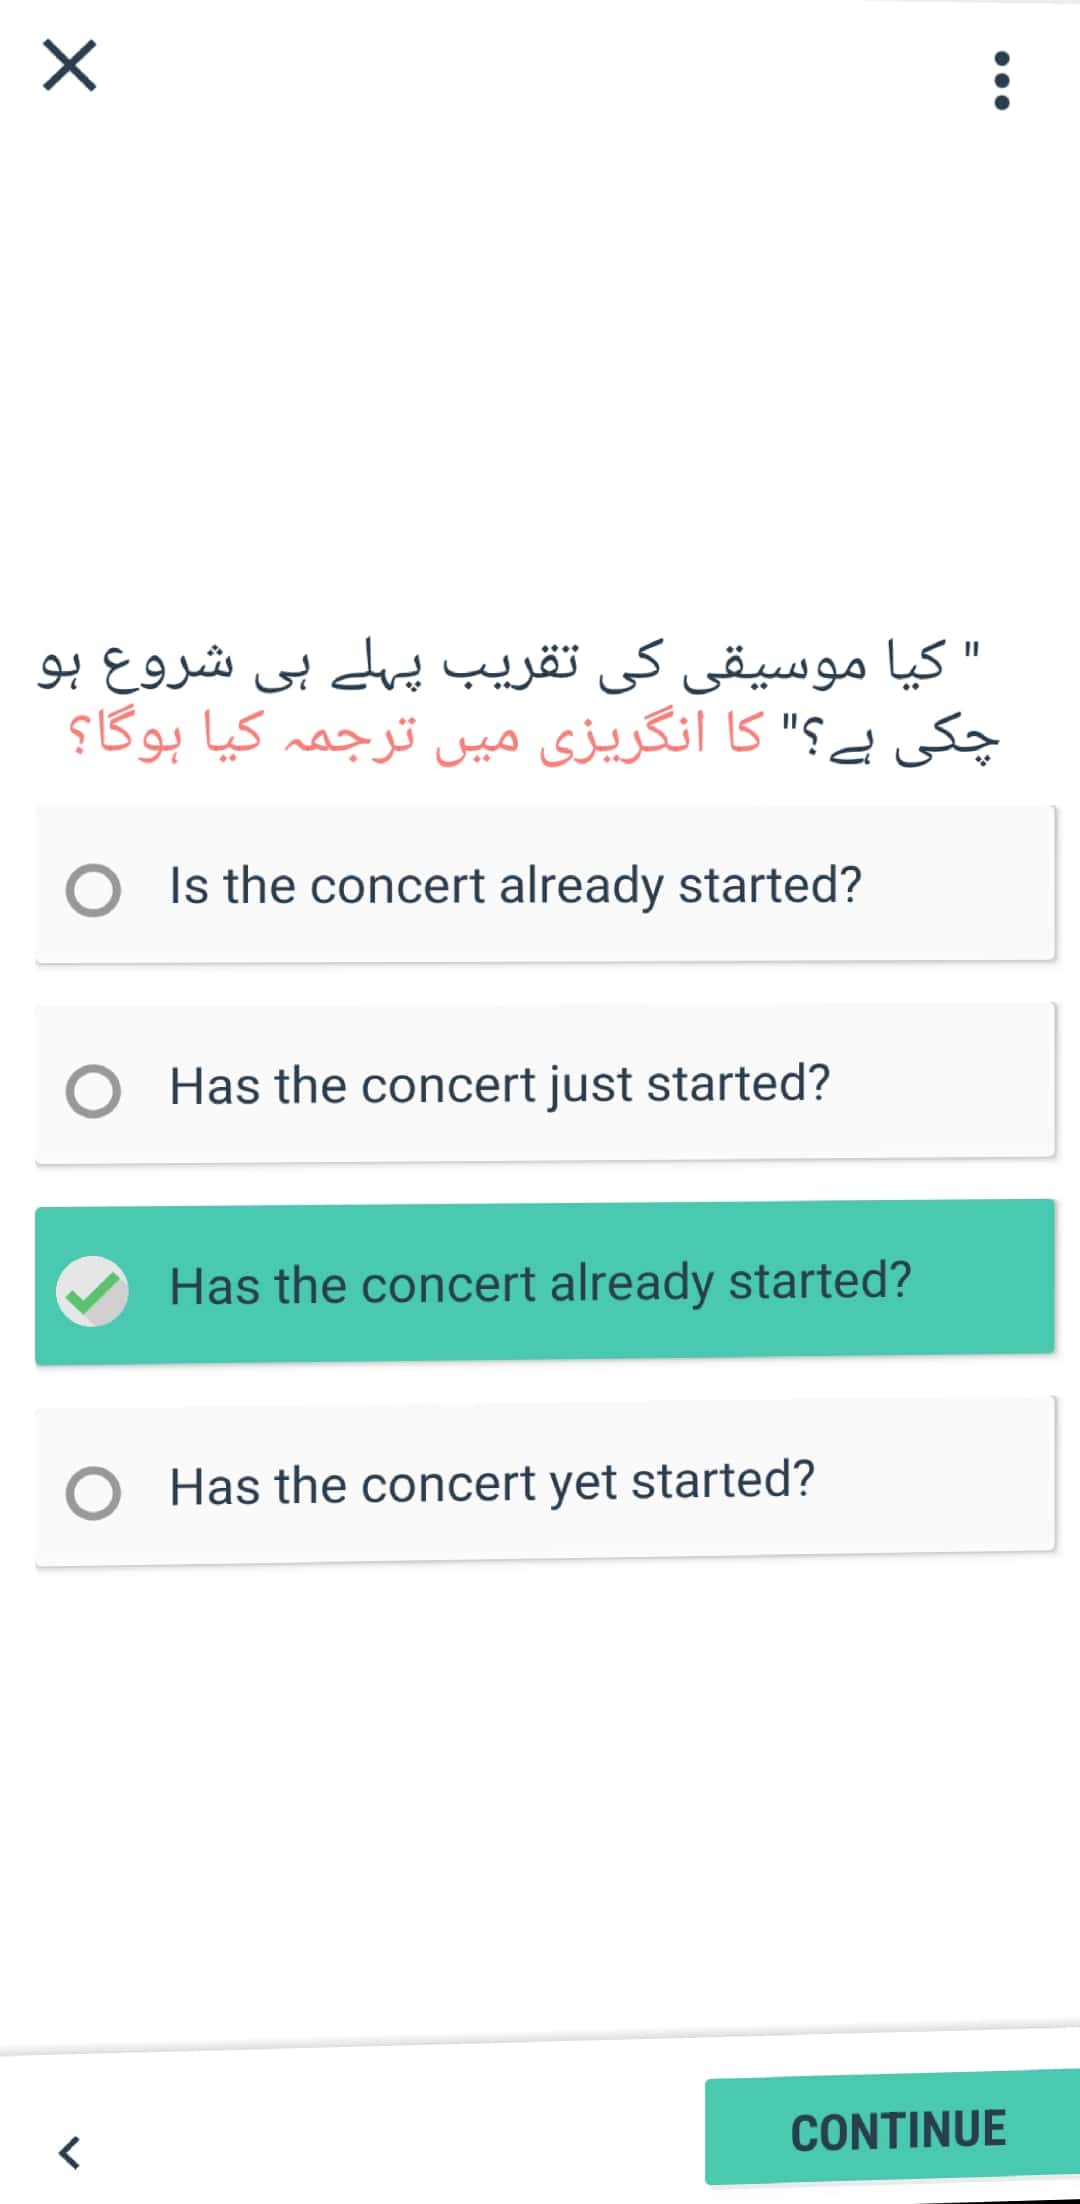 " کیا موسیقی کی تقریب پہلے ہی شروع ہو
چکی ہے؟" کا انگریزی میں ترجمہ کیا ہوگا؟
Is the concert already started?
Has the concert just started?
Has the concert already started?
Has the concert yet started?
CONTINUE